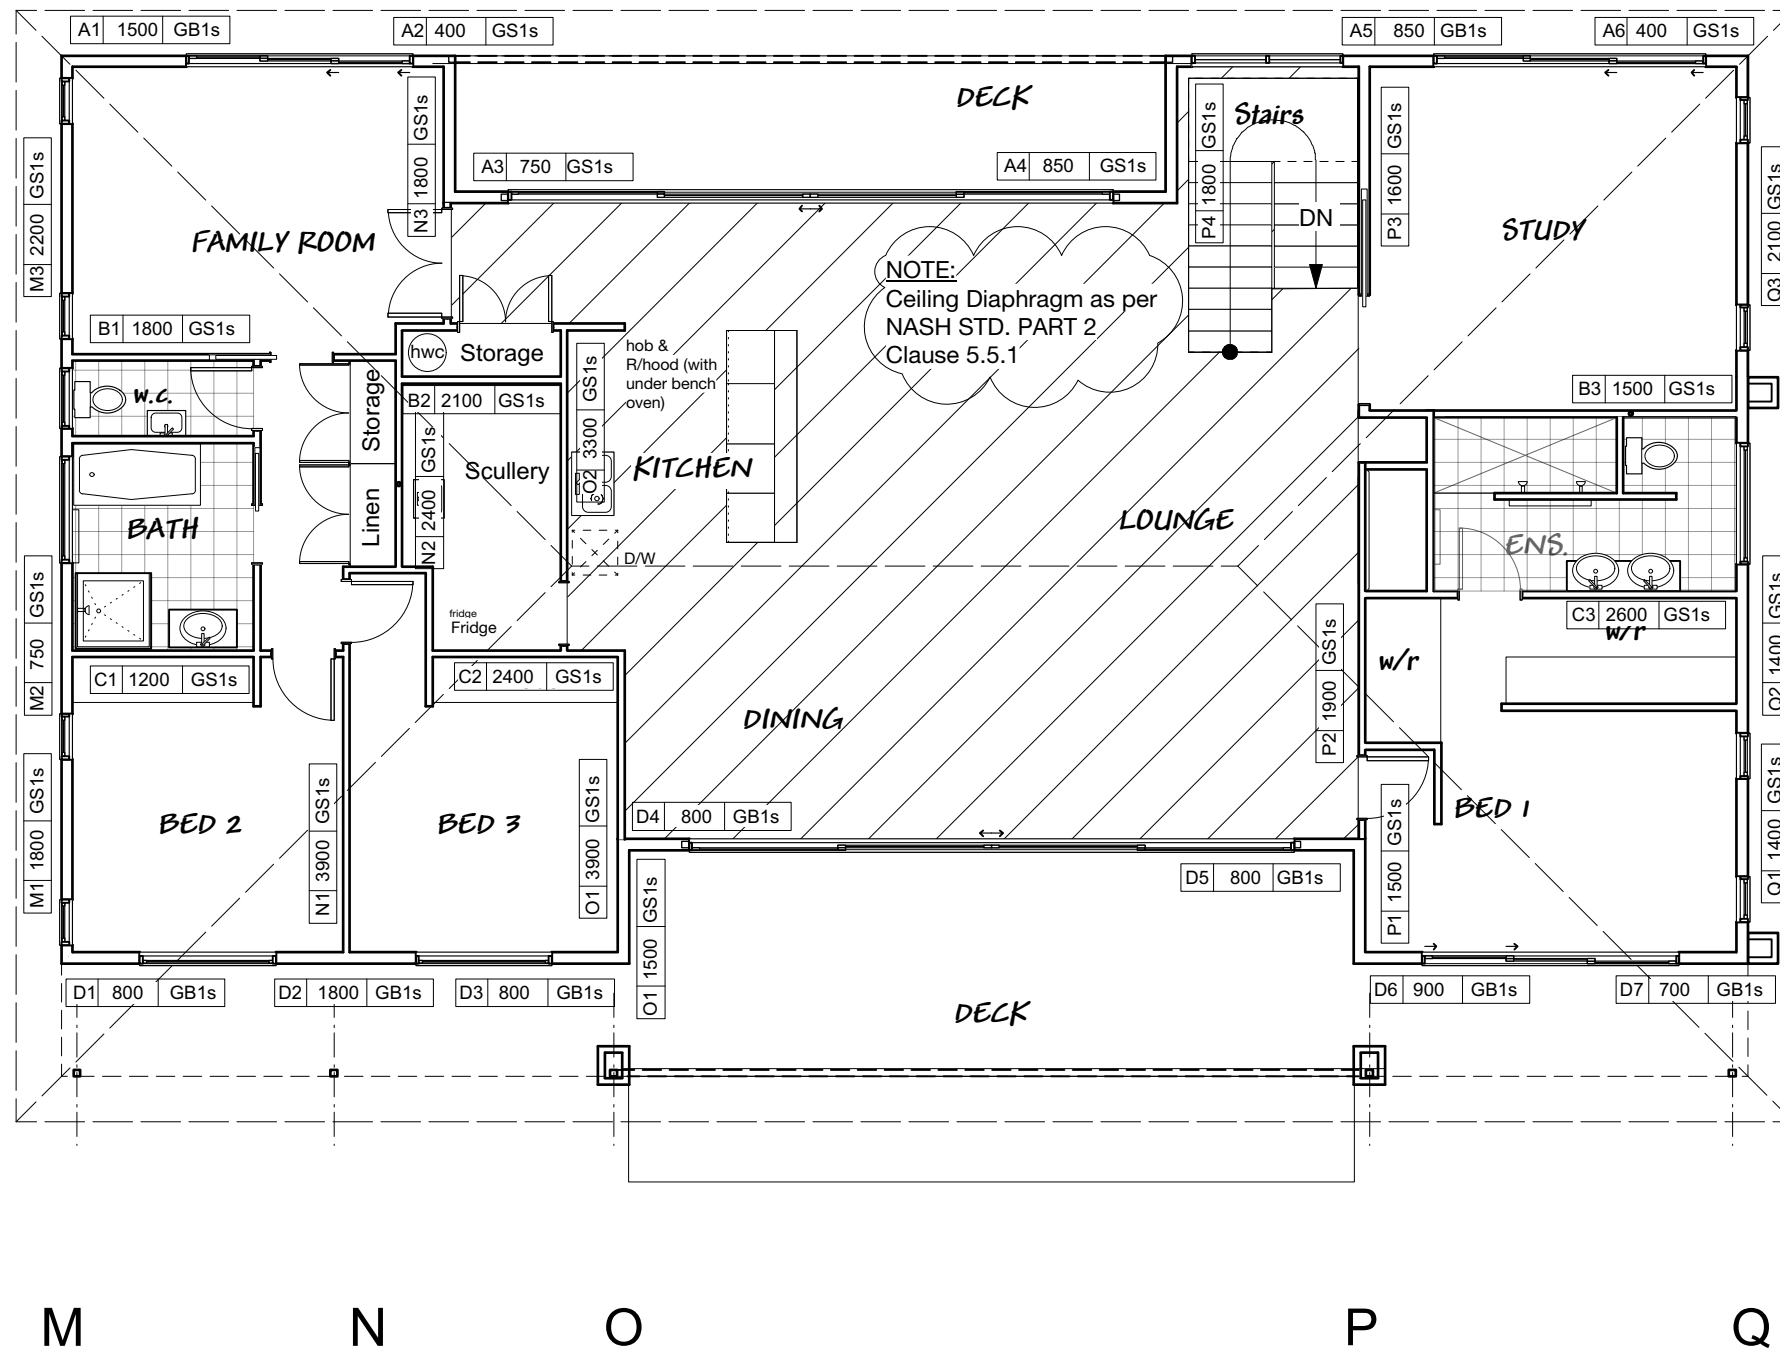 A1 1500 GB1s
A2 400 GS1s
A5 850 GB1s
A6 400 GS1s
DECK
Stairs
N3 1800 GS1s
P4 1800 GS1s
P3 1600 GS1s
A3 750 GS1s
A4 850 GS1s
M3 2200 GS1s
Q3 2100 GS1s
DN
FAMILY ROOM
STUDY
NOTE:
Ceiling Diaphragm as per
NASH STD. PART 2
Clause 5.5.1
B1 1800 GS1s
hwc
Storage
hob &
R/hood (with
under bench
oven)
W.C.
Storage
B2 2100 GS1s
O2 3300 GS1s
B3 1500 GS1s
N2 2400 GS1s
Scullery
KITCHEN
Linen
BATH
LOUNGE
ENS.
D/W
fridge
Fridge
M2 750 GS1s
C3 2600 GS1s
w/r
w/r
Q2 1400 GS1s
C1 1200 GS1s
C2 2400 GS1s
P2 1900 GS1s
DINING
M1 1800 GS1s
Q1 1400 GS1s
BED 2
N1 3900 GS1s
BED 3
O1 3900 GS1s
D4 800 GB1s
P1 1500 GS1s
BED 1
D5 800 GB1s
O1 1500 GS1s
D1 800 GB1s
D2 1800 GB1s
D3 800 GB1s
D6 900 GB1s
D7 700 GB1s
DECK
M N O P Q